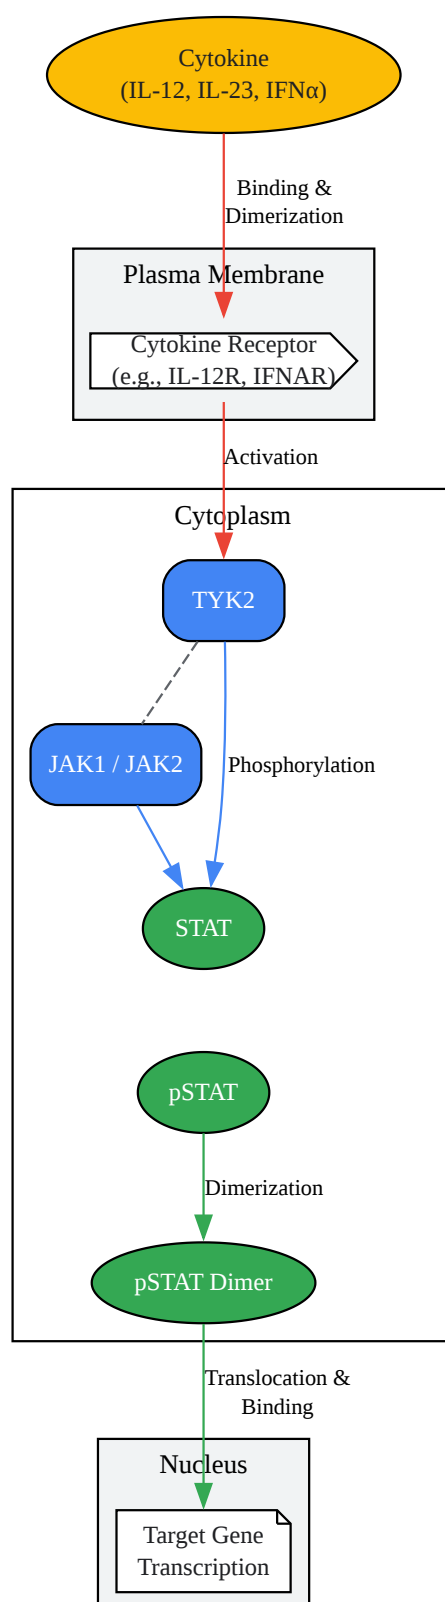 Cytokine
(IL-12, IL-23, IFNα)
Binding &
Dimerization
Plasma Membrane
Cytokine Receptor
(e.g., IL-12R, IFNAR)
Activation
Cytoplasm
TYK2
JAK1 / JAK2
Phosphorylation
STAT
pSTAT
Dimerization
pSTAT Dimer
Translocation &
Binding
Nucleus
Target Gene
Transcription